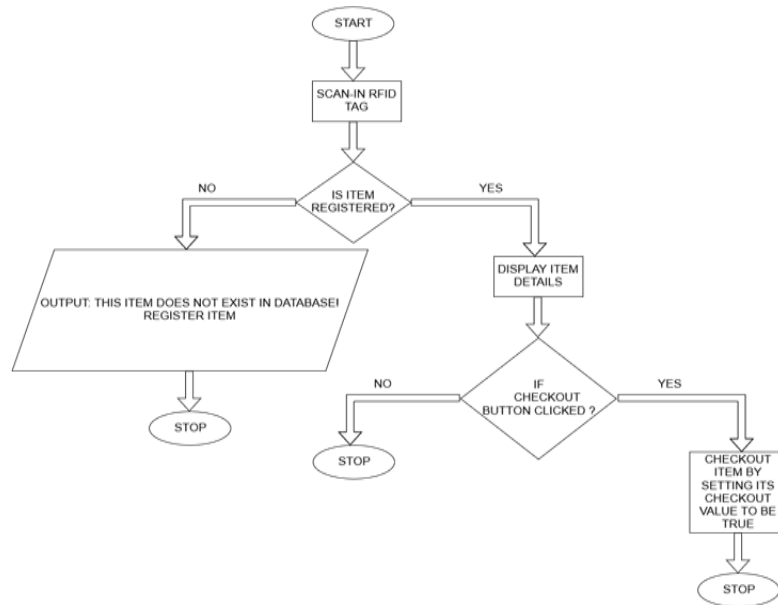 START
SCAN-IN RFID
TAG
NO
YES
IS ITEM
REGISTERED?
OUTPUT: THIS ITEM DOES NOT EXIST IN DATABASE!
REGISTER ITEM
DISPLAY ITEM
DETAILS
STOP
NO
YES
IF
CHECKOUT
BUTTON CLICKED ?
STOP
CHECKOUT
ITEM BY
SETTING ITS
CHECKOUT
VALUE TO BE
TRUE
STOP